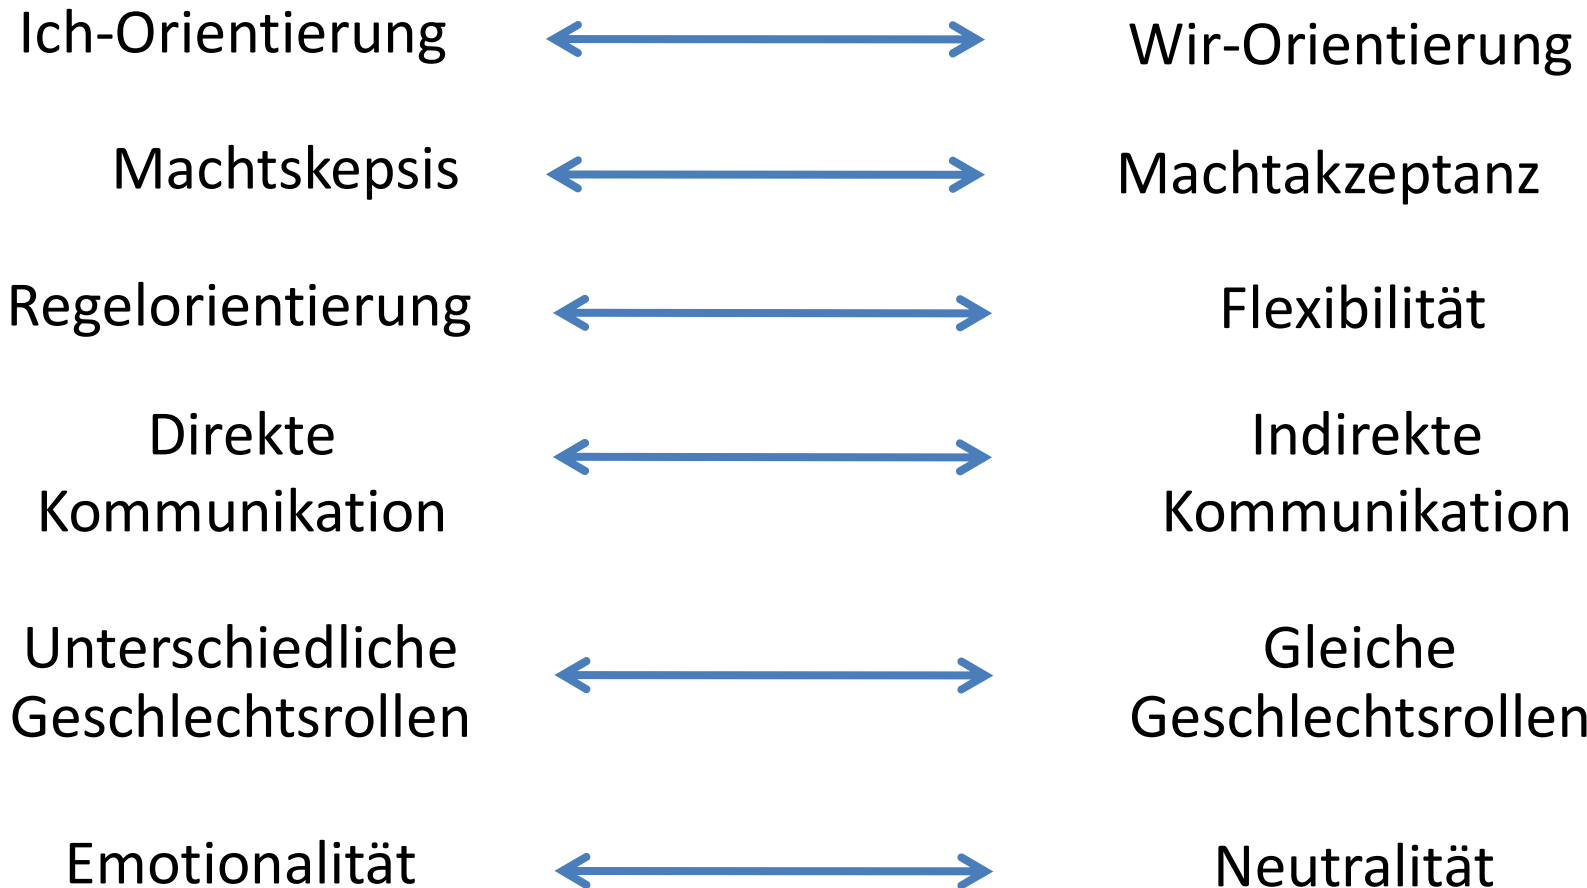 Ich-Orientierung Wir-Orientierung
Machtskepsis Machtakzeptanz
Regelorientierung Flexibilität
Direkte Indirekte
Kommunikation Kommunikation
Unterschiedliche Gleiche
Geschlechtsrollen Geschlechtsrollen
Emotionalität Neutralität